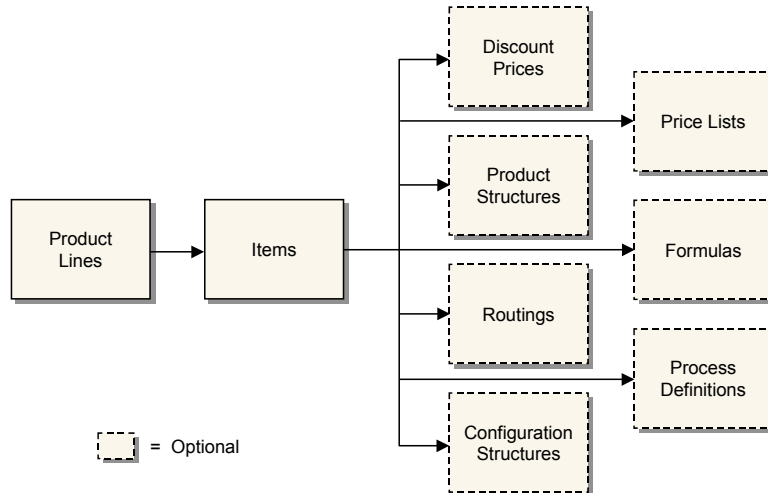 Discount
Prices
Price Lists
Product
Structures
Product
Lines
Items
Formulas
Routings
Process
Definitions
Configuration
Structures
= Optional